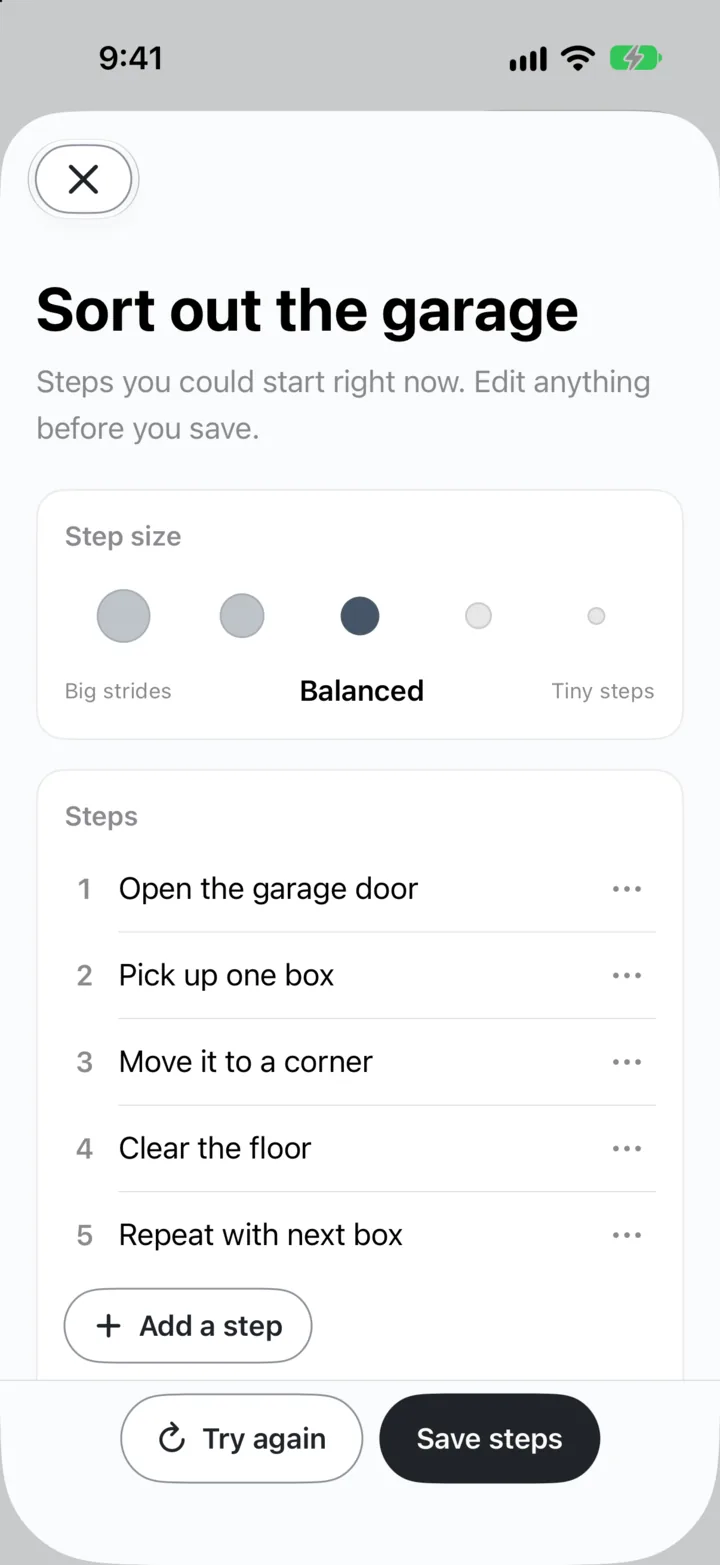 9:41
Sort out the garage
Steps you could start right now. Edit anything
before you save.
Step size
Big strides
Balanced
Tiny steps
Steps
1 Open the garage door
2 Pick up one box
3 Move it to a corner
4 Clear the floor
5 Repeat with next box
Add a step
Try again
Save steps